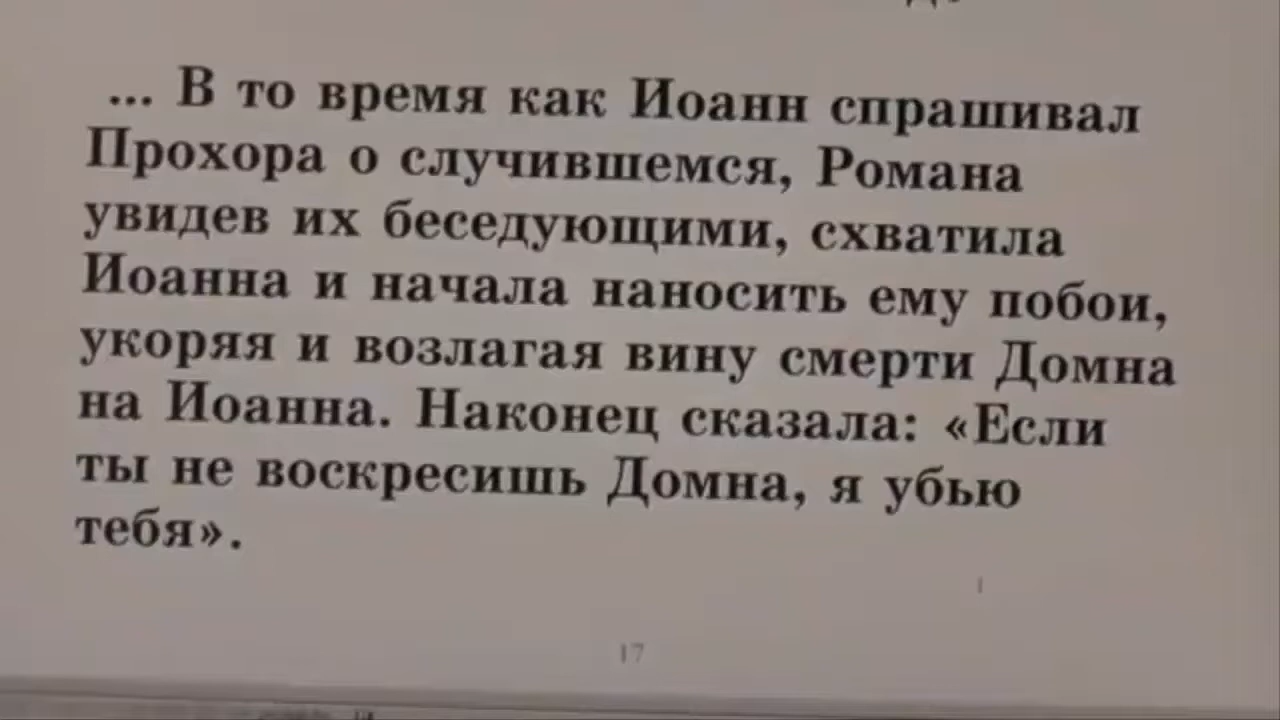 ... В то время как Иоанн спрашивал
Прохора о случившемся, Романа
увидев их беседующими, схватила
Иоанна и начала наносить ему побои,
укоряя и возлагая вину смерти Домна
на Иоанна. Наконец сказала: «Если
ты не воскресишь Домна, я убью
тебя».
17